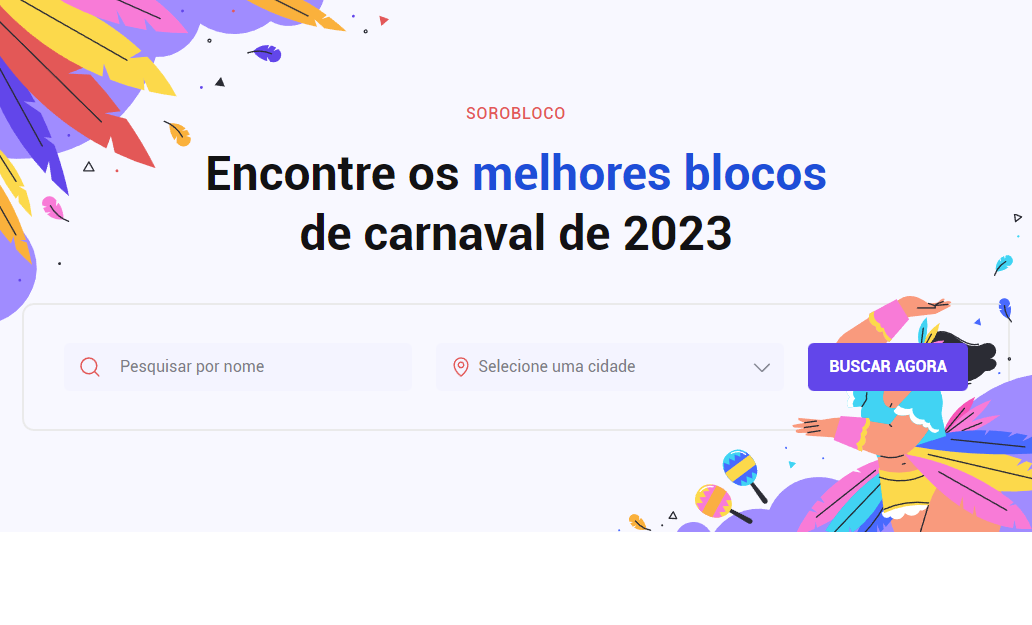 SOROBLOCO
Encontre os melhores blocos
de carnaval de 2023
Pesquisar por nome
Selecione uma cidade
BUSCAR AGORA